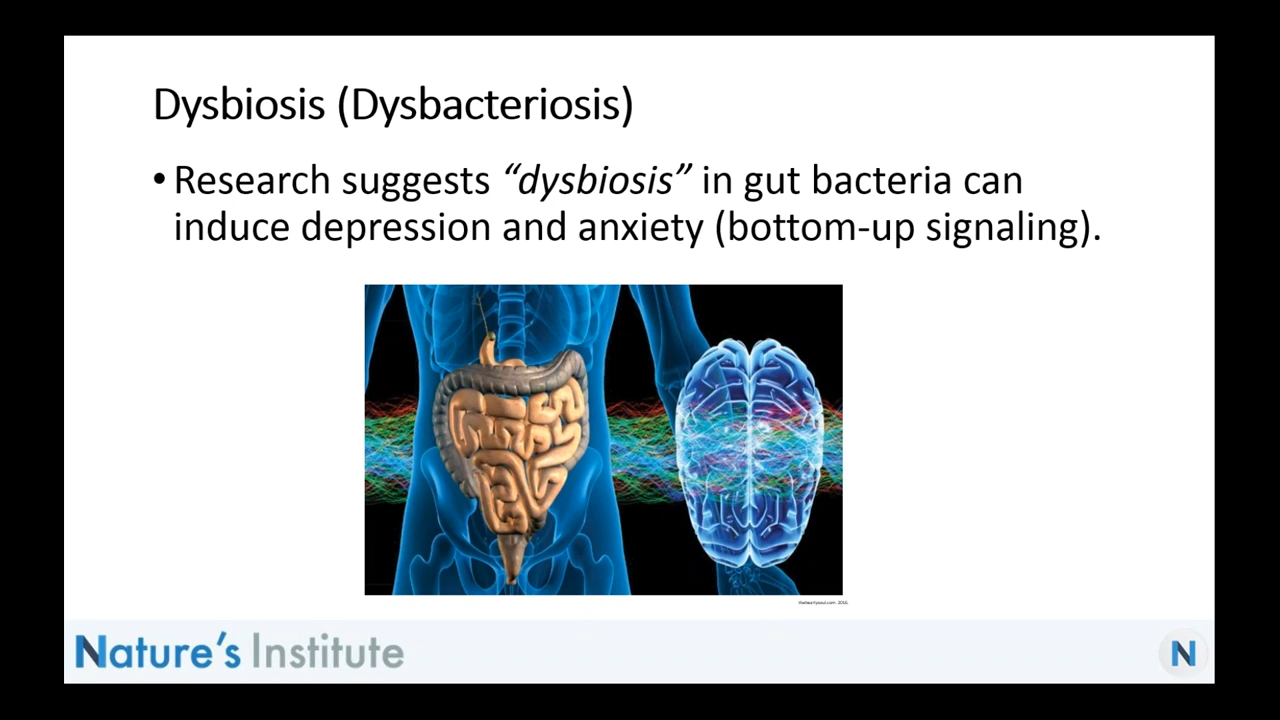 Dysbiosis (Dysbacteriosis)
• Research suggests “dysbiosis” in gut bacteria can
induce depression and anxiety (bottom-up signaling).
Nature’s Institute
N